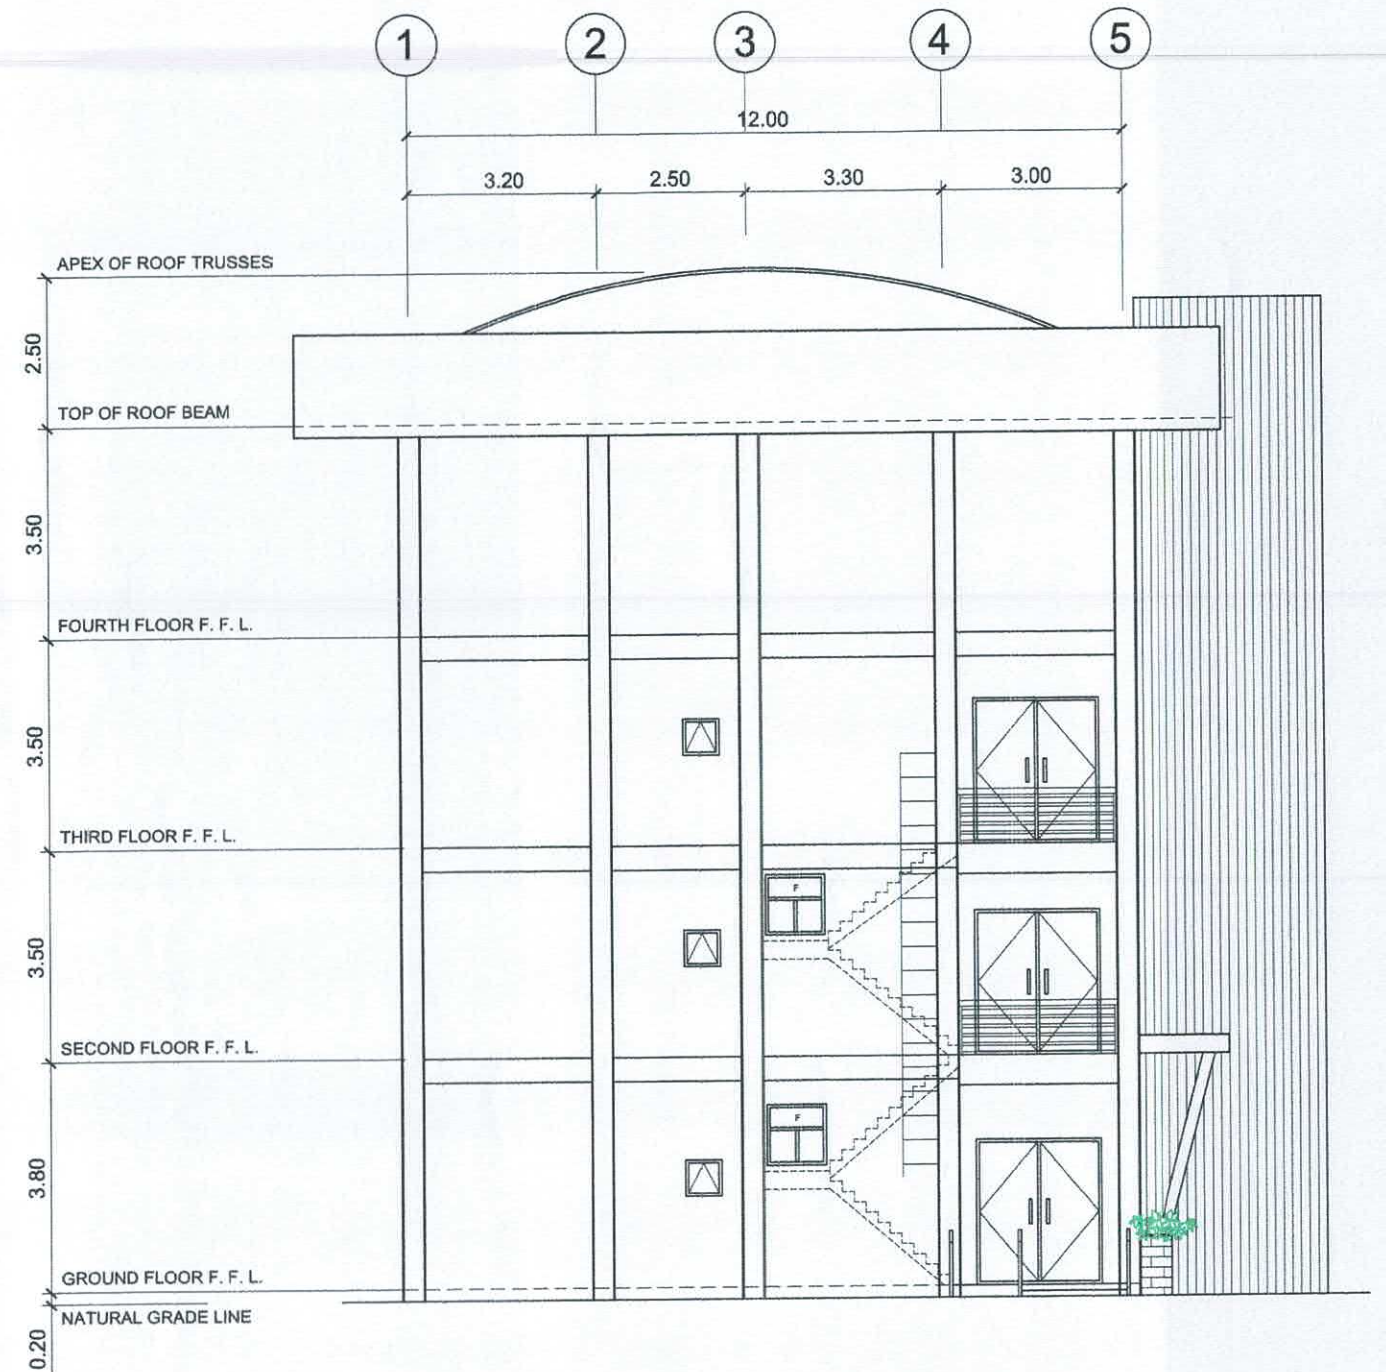 1 2 3 4 5
12.00
3.20 2.50 3.30 3.00
APEX OF ROOF TRUSSES
2.50
TOP OF ROOF BEAM
3.50
FOURTH FLOOR F. F. L.
3.50
THIRD FLOOR F. F. L.
F
3.50
SECOND FLOOR F. F. L.
F
3.80
GROUND FLOOR F. F. L.
NATURAL GRADE LINE
0.20